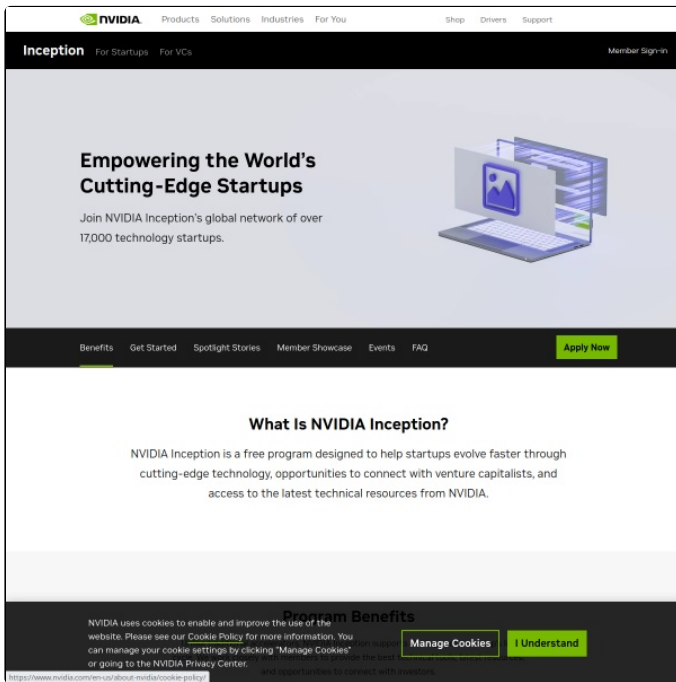 NVIDIA. Products Solutions Industries For You Shop Drivers Support
Inception For Startups For VCs Member Sign-In
Empowering the World's
Cutting-Edge Startups
Join NVIDIA Inception's global network of over
17,000 technology startups.
Benefits Get Started Spotlight Stories Member Showcase Events FAQ Apply Now
What Is NVIDIA Inception?
NVIDIA Inception is a free program designed to help startups evolve faster through
cutting-edge technology, opportunities to connect with venture capitalists, and
access to the latest technical resources from NVIDIA.
Program Benefits
NVIDIA uses cookies to enable and improve the use of the
website. Please see our Cookie Policy for more information. You
can manage your cookie settings by clicking "Manage Cookies"
or going to the NVIDIA Privacy Center.
Manage Cookies I Understand
and opportunities to connect with investors.
https://www.nvidia.com/en-us/about-nvidia/cookie-policy/